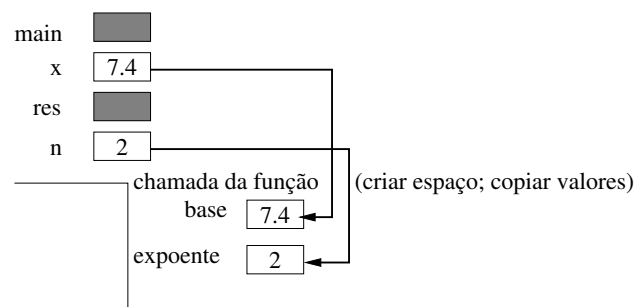 main
x 7.4
res
n 2
chamada da função (criar espaço; copiar valores)
base 7.4
expoente 2